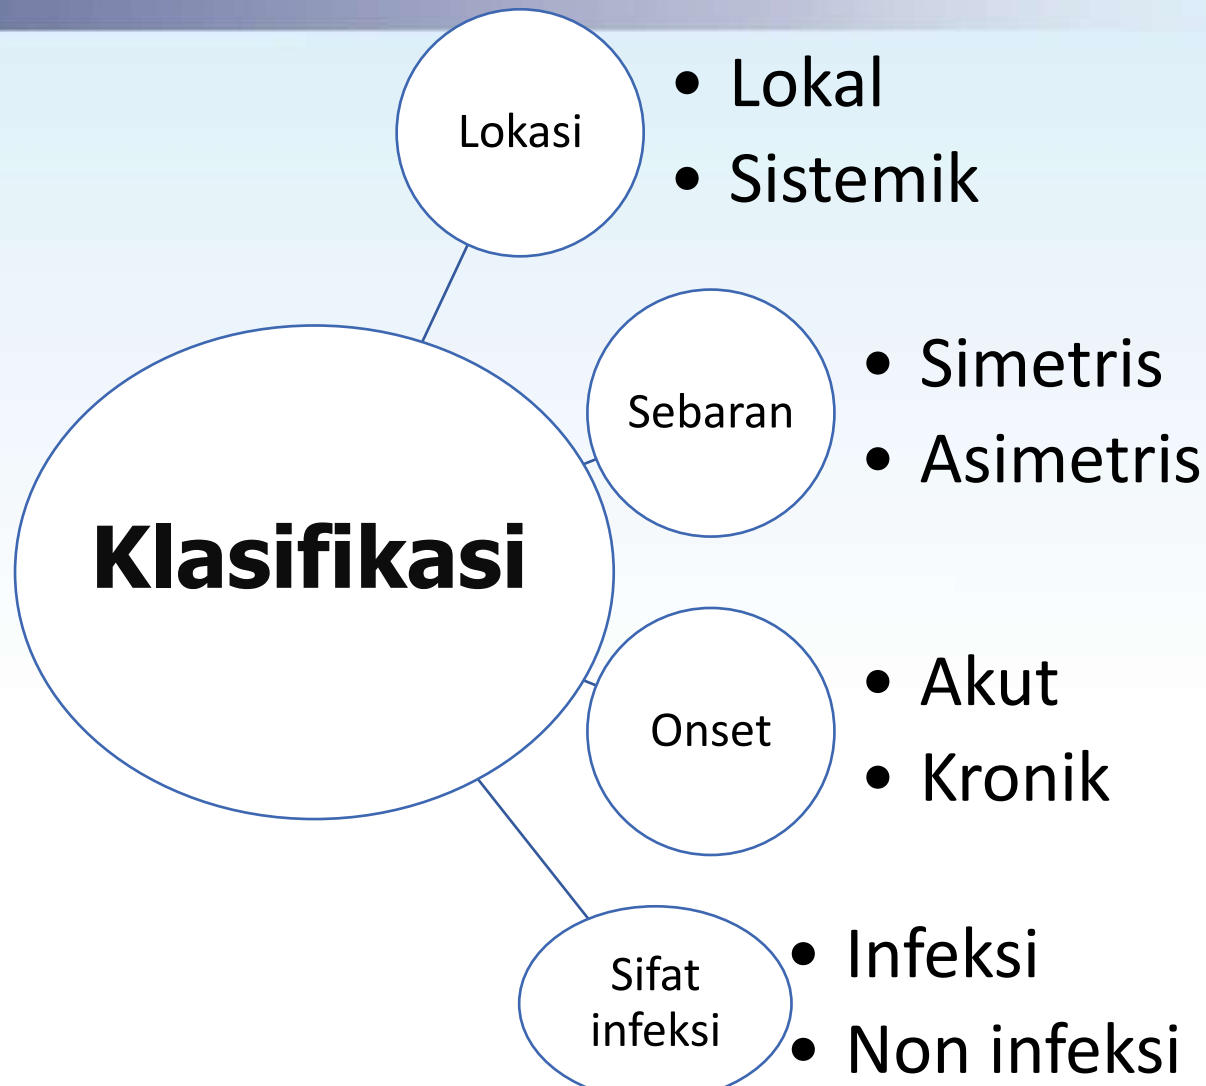 Klasifikasi
Lokasi
• Lokal
• Sistemik
Sebaran
• Simetris
• Asimetris
Onset
• Akut
• Kronik
Sifat
infeksi
• Infeksi
• Non infeksi